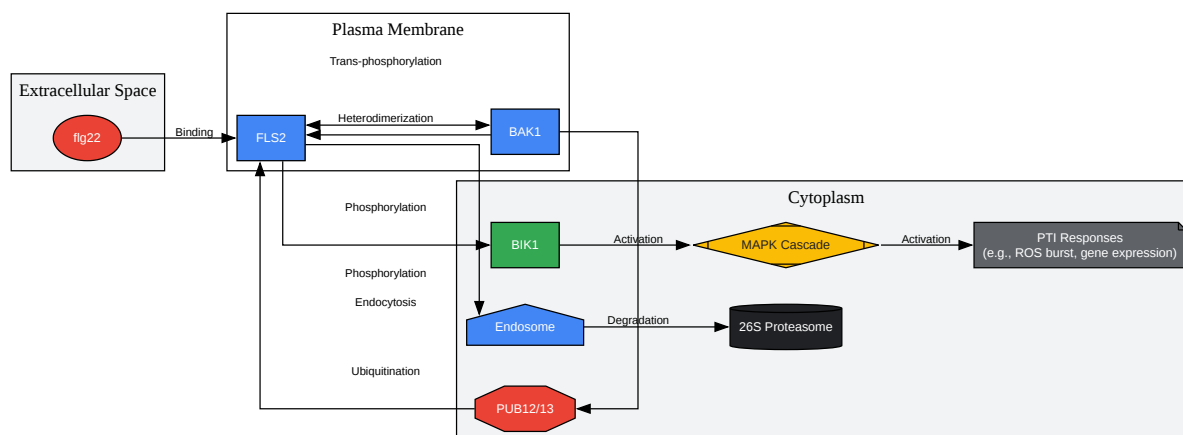 Plasma Membrane
Trans-phosphorylation
Extracellular Space
flg22
Binding
FLS2
Heterodimerization
BAK1
Cytoplasm
Phosphorylation
BIK1
Activation
MAPK Cascade
Activation
PTI Responses
(e.g., ROS burst, gene expression)
Phosphorylation
Endocytosis
Endosome
Degradation
26S Proteasome
Ubiquitination
PUB12/13